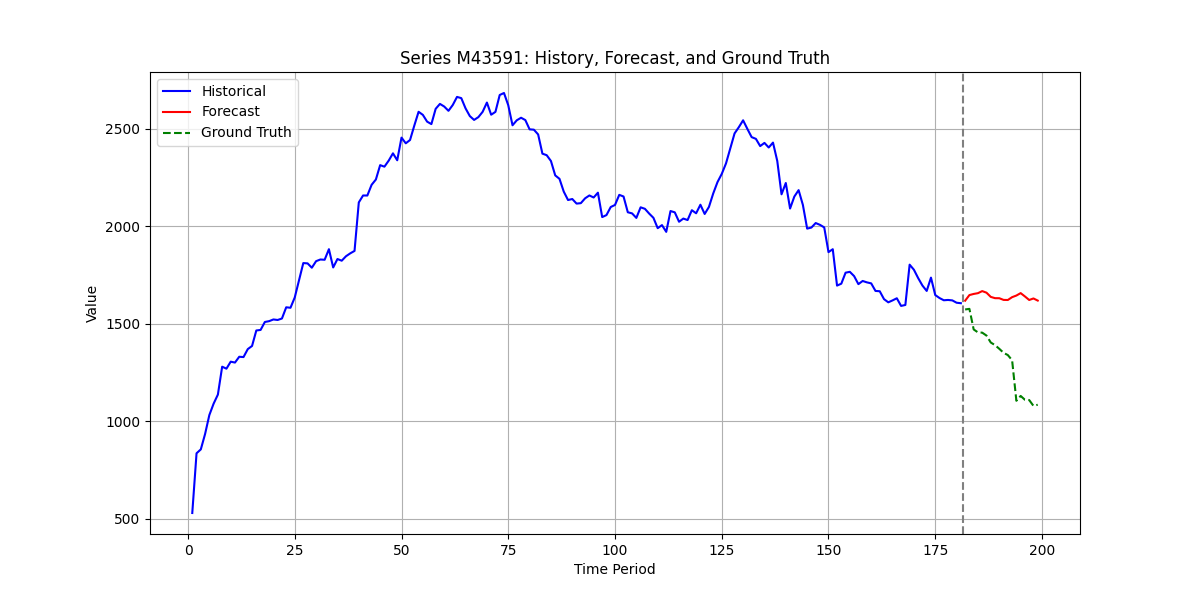 Series M43591: History, Forecast, and Ground Truth
Historical
Forecast
Ground Truth
Value
2500
2000
1500
1000
500
0 25 50 75 100 125 150 175 200
Time Period